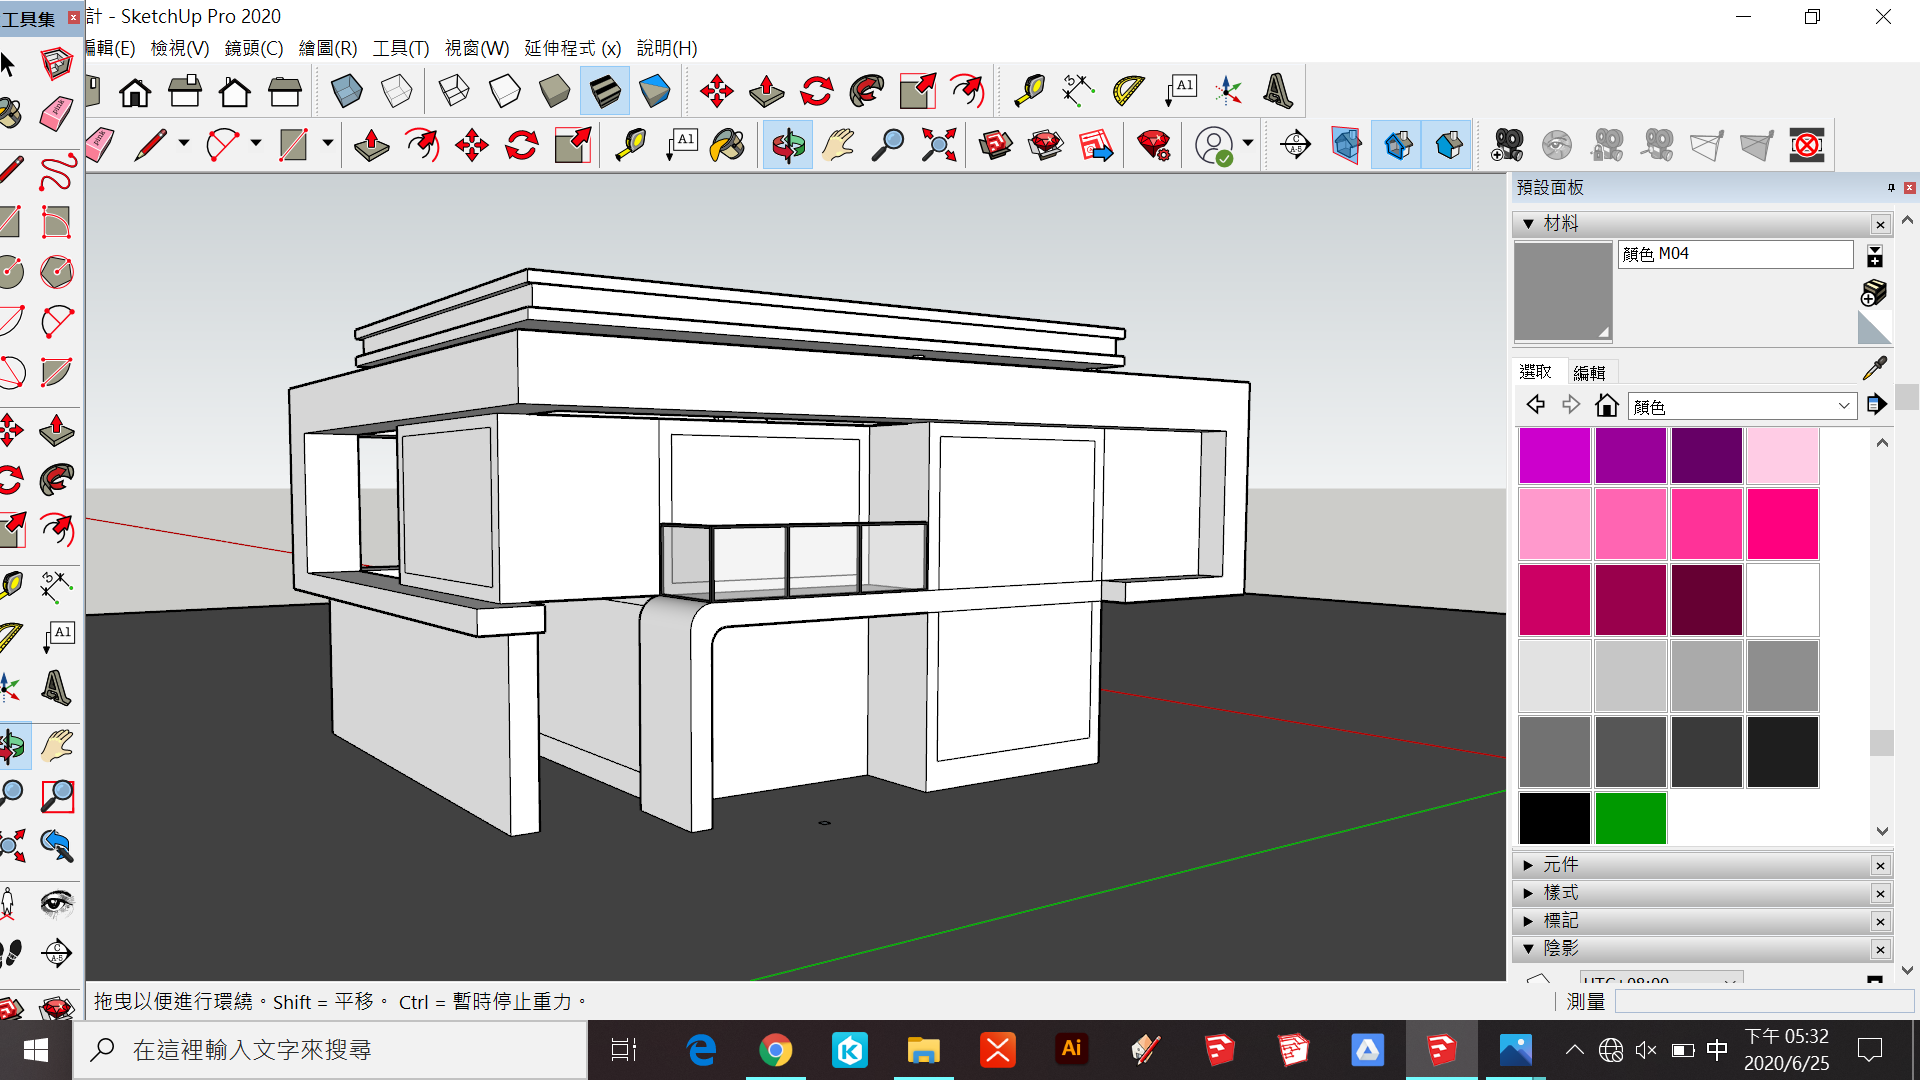 工具集
計 - SketchUp Pro 2020
編輯(E) 檢視(V) 鏡頭(C) 繪圖(R) 工具(T) 視窗(W) 延伸程式 (x) 說明(H)
A1
A1
預設面板
材料
顏色 M04
選取 編輯
顏色
A1
元件
樣式
標記
陰影
UTC+08:00
拖曳以便進行環繞。Shift = 平移。 Ctrl = 暫時停止重力。
測量
在這裡輸入文字來搜尋
Ai
中
下午 05:32
2020/6/25